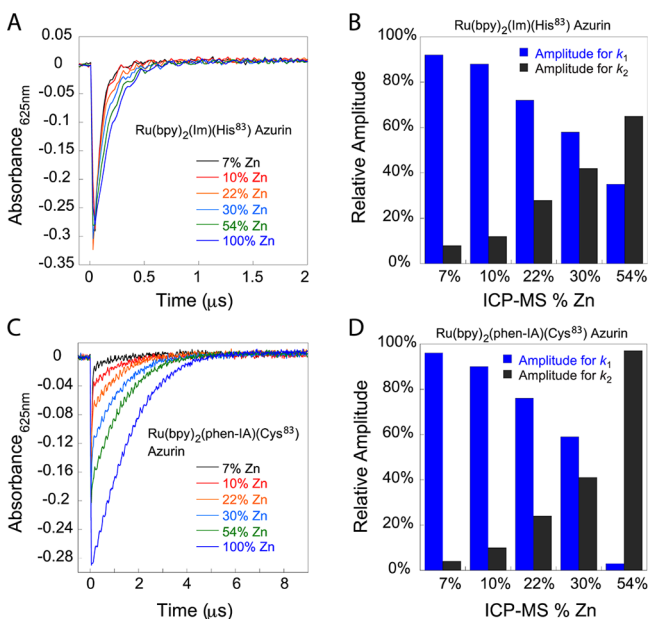 A
0.05
0
-0.05
-0.1
-0.15
-0.2
-0.25
-0.3
-0.35
Absorbance625nm
Ru(bpy)2(Im)(His83) Azurin
7% Zn
10% Zn
22% Zn
30% Zn
54% Zn
100% Zn
0
0.5
1
1.5
2
Time (μs)
B
Ru(bpy)2(Im)(His83) Azurin
Amplitude for k1
Amplitude for k2
100%
80%
60%
40%
20%
0%
Relative Amplitude
7%
10%
22%
30%
54%
ICP-MS % Zn
C
0
-0.04
-0.08
-0.12
-0.16
-0.2
-0.24
-0.28
Absorbance625nm
Ru(bpy)2(phen-IA)(Cys83)
Azurin
7% Zn
10% Zn
22% Zn
30% Zn
54% Zn
100% Zn
0
2
4
6
8
Time (μs)
D
Ru(bpy)2(phen-IA)(Cys83) Azurin
Amplitude for k1
Amplitude for k2
100%
80%
60%
40%
20%
0%
Relative Amplitude
7%
10%
22%
30%
54%
ICP-MS % Zn